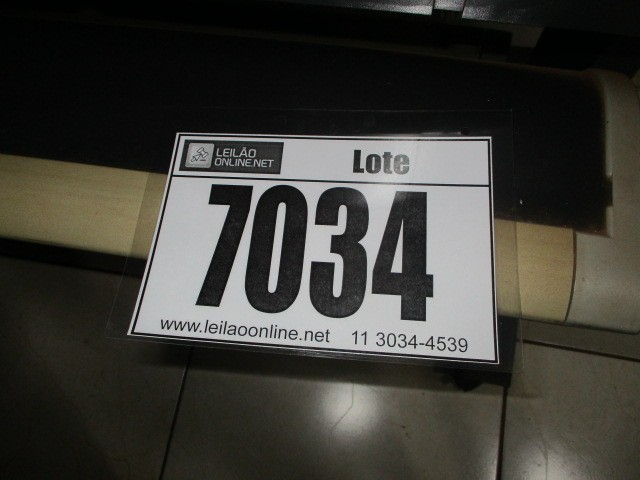 LEILÃO
ONLINE.NET
Lote
7034
www.leilaoonline.net 11 3034-4539